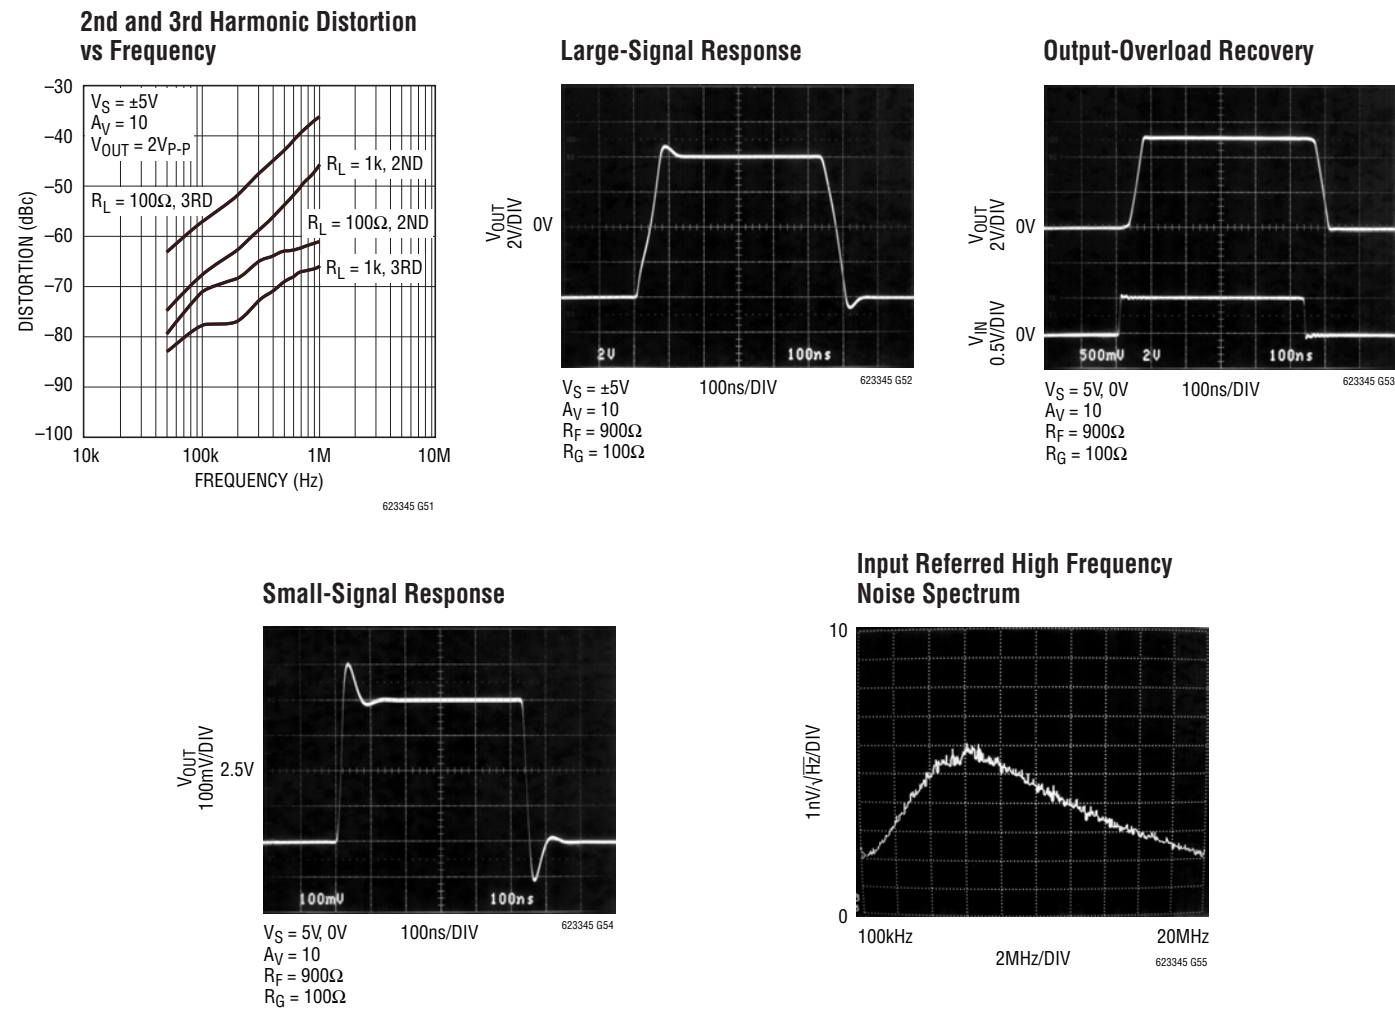 2nd and 3rd Harmonic Distortion
vs Frequency
–30
–40
–50
–60
–70
–80
–90
–100
DISTORTION (dBc)
VS = ±5V
AV = 10
VOUT = 2VP-P
RL = 1k, 2ND
RL = 100Ω, 3RD
RL = 100Ω, 2ND
RL = 1k, 3RD
10k 100k 1M 10M
FREQUENCY (Hz)
623345 G51
Large-Signal Response
VOUT
2V/DIV
0V
2V 100ns
623345 G52
VS = ±5V
100ns/DIV
AV = 10
RF = 900Ω
RG = 100Ω
Output-Overload Recovery
VOUT
2V/DIV
0V
VIN
0.5V/DIV
0V
500mV 2V 100ns
623345 G53
VS = 5V, 0V
100ns/DIV
AV = 10
RF = 900Ω
RG = 100Ω
Small-Signal Response
VOUT
100mV/DIV
2.5V
100mV 100ns
623345 G54
VS = 5V, 0V
100ns/DIV
AV = 10
RF = 900Ω
RG = 100Ω
Input Referred High Frequency
Noise Spectrum
10
1nV/√Hz/DIV
0
100kHz 20MHz
2MHz/DIV
623345 G55